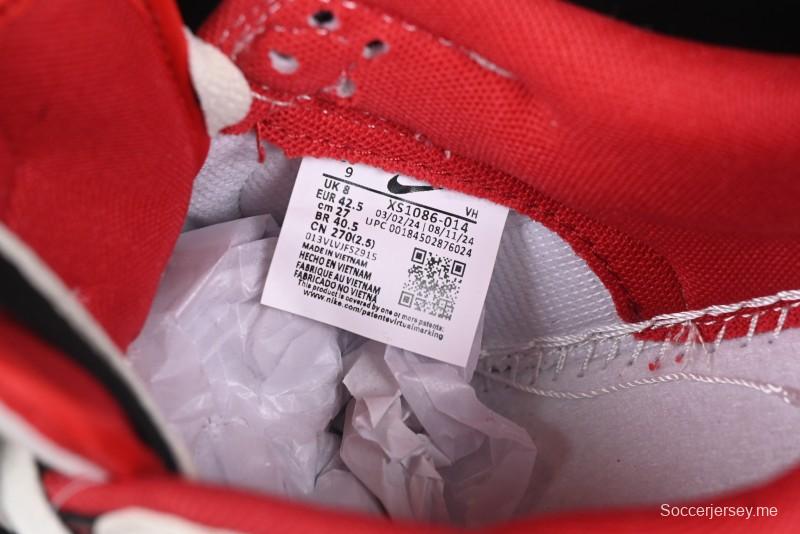 9
UK 8
EUR 42.5
cm 27
BR 40.5
CN 270(2.5)
XS1086-014 VH
03/02/24 | 08/11/24
UPC 00184502876024
013VLVJFSZ915
MADE IN VIETNAM
HECHO EN VIETNAM
FABRIQUE AU VIETNAM
FABRICADO NO VIETNÃ
This product is covered by one or more patents:
www.nike.com/patentsvirtualmarking
Soccerjersey.me